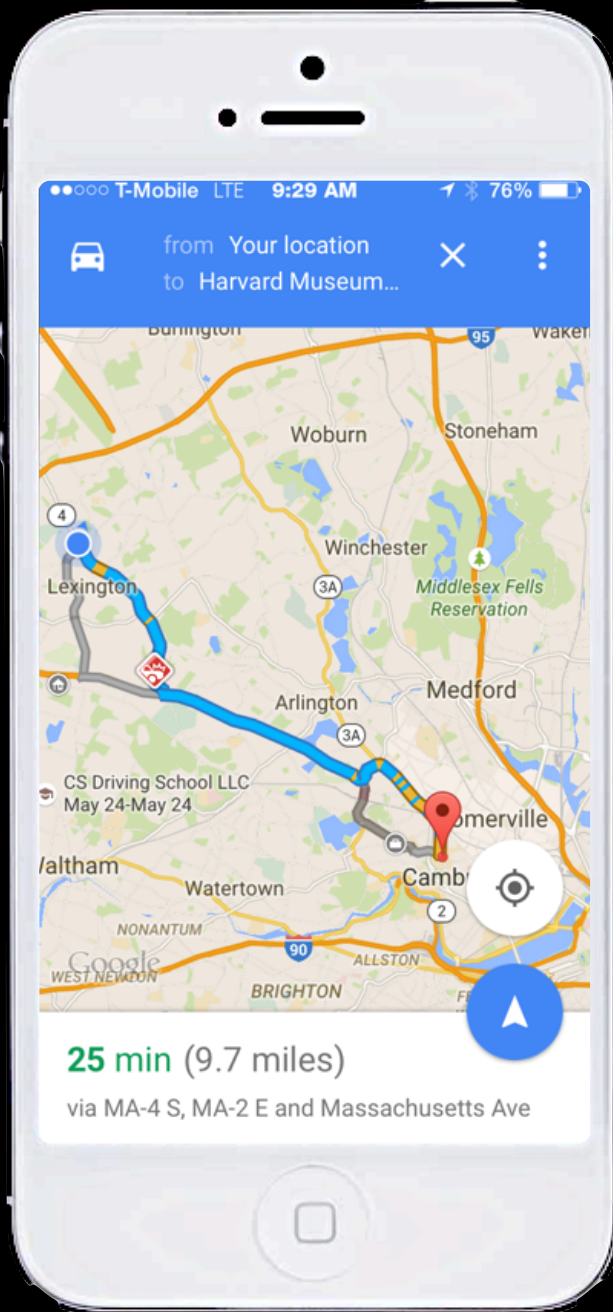 T-Mobile LTE 9:29 AM 76%
from Your location
to Harvard Museum...
Burlington
95
Wakef
Woburn
Stoneham
4
Winchester
Lexington
3A
Middlesex Fells
Reservation
Medford
Arlington
3A
CS Driving School LLC
May 24-May 24
omerville
Valtham
Camb
Watertown
2
NONANTUM
90
ALLSTON
Google
WEST NEWTON
BRIGHTON
FE
25 min (9.7 miles)
via MA-4 S, MA-2 E and Massachusetts Ave